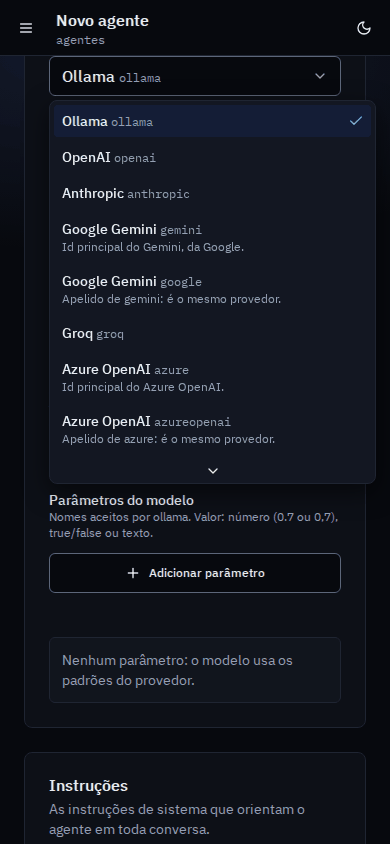 Novo agente
agentes
Ollama ollama
Ollama ollama
OpenAI openai
Anthropic anthropic
Google Gemini gemini
Id principal do Gemini, da Google.
Google Gemini google
Apelido de gemini: é o mesmo provedor.
Groq groq
Azure OpenAI azure
Id principal do Azure OpenAI.
Azure OpenAI azureopenai
Apelido de azure: é o mesmo provedor.
Parâmetros do modelo
Nomes aceitos por ollama. Valor: número (0.7 ou 0,7),
true/false ou texto.
Adicionar parâmetro
Nenhum parâmetro: o modelo usa os
padrões do provedor.
Instruções
As instruções de sistema que orientam o
agente em toda conversa.